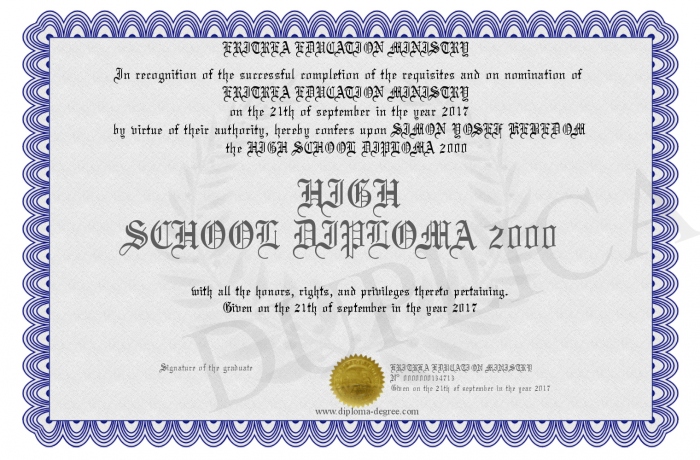 ERITREA EDUCATION MINISTRY
In recognition of the successful completion of the requisites and on nomination of
ERITREA EDUCATION MINISTRY
on the 21th of september in the year 2017
by virtue of their authority, hereby confers upon SIMON YOSEF HEBEDOM
the HIGH SCHOOL DIPLOMA 2000
HIGH
SCHOOL DIPLOMA 2000
with all the honors, rights, and privileges thereto pertaining.
Given on the 21th of september in the year 2017
DUPLICA
Signature of the graduate
ERITREA EDUCATION MINISTRY
N° 0000000134713
Given on the 21th of september in the year 2017
www.diploma-degree.com